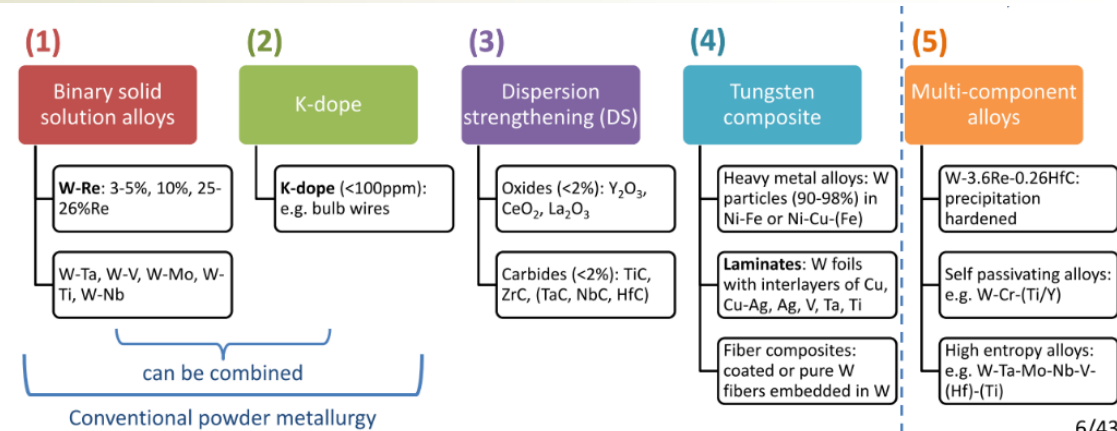 (1)
Binary solid
solution alloys
W-Re: 3-5%, 10%, 25-
26%Re
W-Ta, W-V, W-Mo, W-
Ti, W-Nb
(2)
K-dope
K-dope (<100ppm):
e.g. bulb wires
can be combined
Conventional powder metallurgy
(3)
Dispersion
strengthening (DS)
Oxides (<2%): Y₂O₃,
CeO₂, La₂O₃
Carbides (<2%): TiC,
ZrC, (TaC, NbC, HfC)
(4)
Tungsten
composite
Heavy metal alloys: W
particles (90-98%) in
Ni-Fe or Ni-Cu-(Fe)
Laminates: W foils
with interlayers of Cu,
Cu-Ag, Ag, V, Ta, Ti
Fiber composites:
coated or pure W
fibers embedded in W
(5)
Multi-component
alloys
W-3.6Re-0.26HfC:
precipitation
hardened
Self passivating alloys:
e.g. W-Cr-(Ti/Y)
High entropy alloys:
e.g. W-Ta-Mo-Nb-V-
(Hf)-(Ti)
6/43